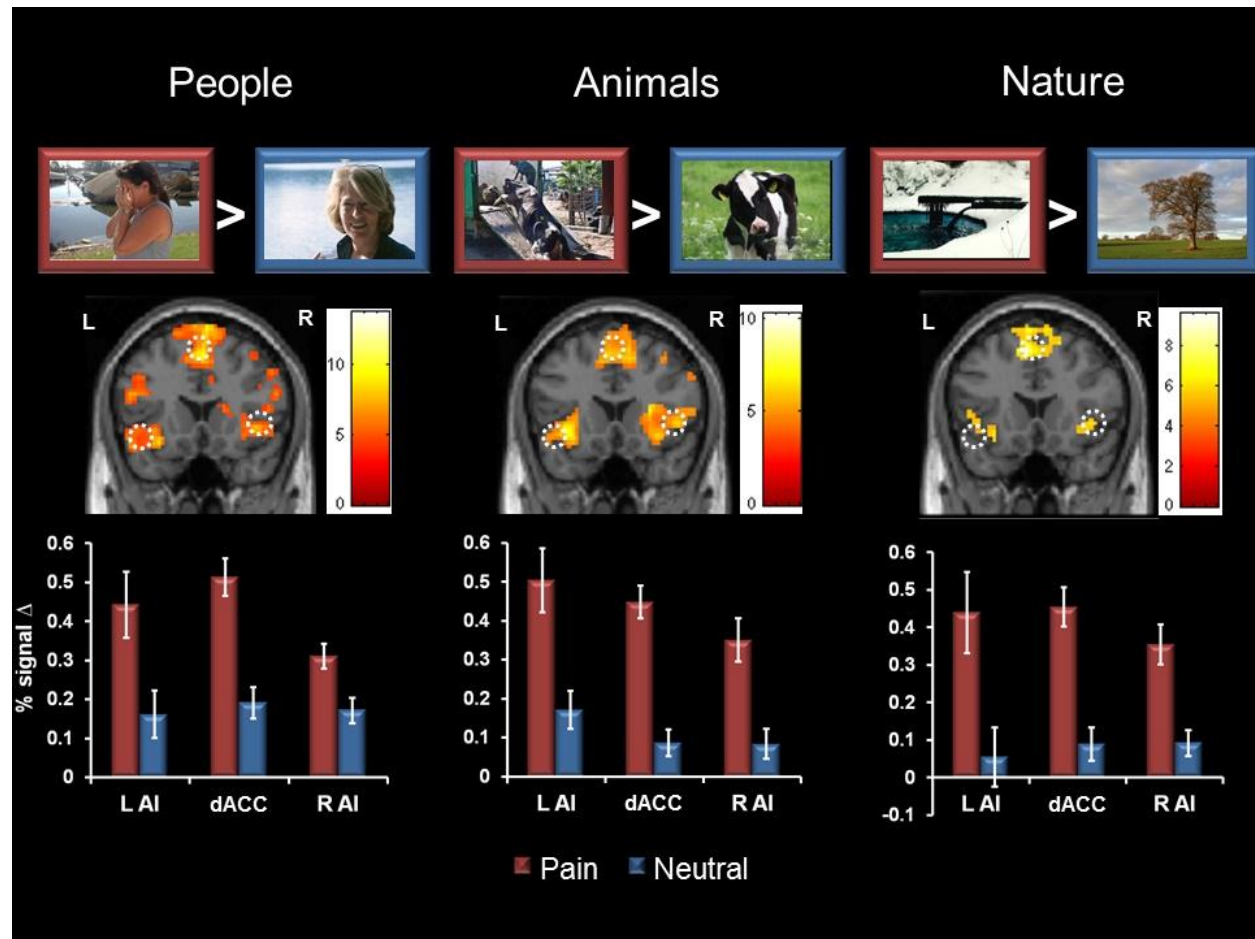 People Animals Nature
> > >
L R 10 5 0
L R 10 5 0
L R 8 6 4 2 0
% signal Δ
0.6 0.5 0.4 0.3 0.2 0.1 0
L AI dACC R AI
0.6 0.5 0.4 0.3 0.2 0.1 0
L AI dACC R AI
0.6 0.5 0.4 0.3 0.2 0.1 0 -0.1
L AI dACC R AI
Pain Neutral